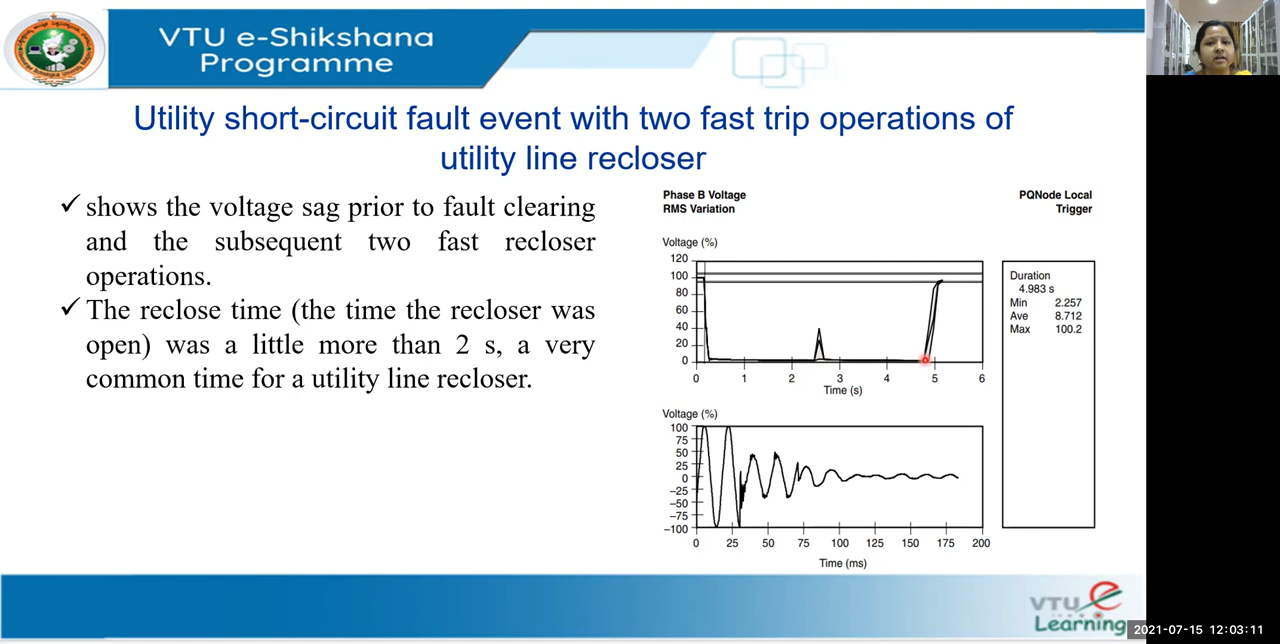 VTU e-Shikshana
Programme
Utility short-circuit fault event with two fast trip operations of
utility line recloser
✓ shows the voltage sag prior to fault clearing
and the subsequent two fast recloser
operations.
✓ The reclose time (the time the recloser was
open) was a little more than 2 s, a very
common time for a utility line recloser.
Phase B Voltage
RMS Variation
PQNode Local
Trigger
Voltage (%)
120
100
80
60
40
20
0
0 1 2 3 4 5 6
Time (s)
Duration
4.983 s
Min 2.257
Ave 8.712
Max 100.2
Voltage (%)
100
75
50
25
0
−25
−50
−75
−100
0 25 50 75 100 125 150 175 200
Time (ms)
VTU e
Learning
2021-07-15 12:03:11